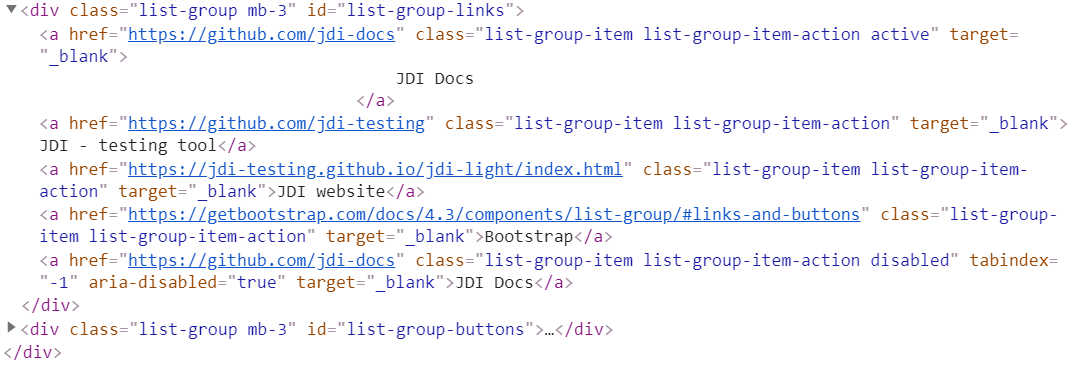 ▼<div class="list-group mb-3" id="list-group-links">
<a href="https://github.com/jdi-docs" class="list-group-item list-group-item-action active" target=
"_blank">
JDI Docs
</a>
<a href="https://github.com/jdi-testing" class="list-group-item list-group-item-action" target="_blank">
JDI - testing tool</a>
<a href="https://jdi-testing.github.io/jdi-light/index.html" class="list-group-item list-group-item-
action" target="_blank">JDI website</a>
<a href="https://getbootstrap.com/docs/4.3/components/list-group/#links-and-buttons" class="list-group-
item list-group-item-action" target="_blank">Bootstrap</a>
<a href="https://github.com/jdi-docs" class="list-group-item list-group-item-action disabled" tabindex=
"-1" aria-disabled="true" target="_blank">JDI Docs</a>
</div>
▶<div class="list-group mb-3" id="list-group-buttons">…</div>
</div>